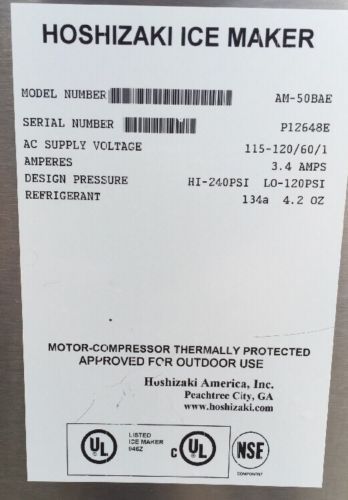 HOSHIZAKI ICE MAKER
MODEL NUMBER AM-50BAE
SERIAL NUMBER P12648E
AC SUPPLY VOLTAGE 115-120/60/1
AMPERES 3.4 AMPS
DESIGN PRESSURE HI-240PSI LO-120PSI
REFRIGERANT 134a 4.2 OZ
MOTOR-COMPRESSOR THERMALLY PROTECTED
APPROVED FOR OUTDOOR USE
Hoshizaki America, Inc.
Peachtree City, GA
www.hoshizaki.com
UL LISTED
ICE MAKER
946Z
C UL
NSF
COMPONENT